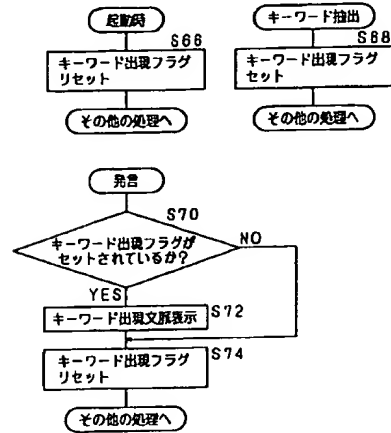 起動時
S66
キーワード出現フラグ
リセット
その他の処理へ
キーワード抽出
S68
キーワード出現フラグ
セット
その他の処理へ
発言
S70
キーワード出現フラグが
セットされているか?
NO
YES
キーワード出現文脈表示
S72
S74
キーワード出現フラグ
リセット
その他の処理へ